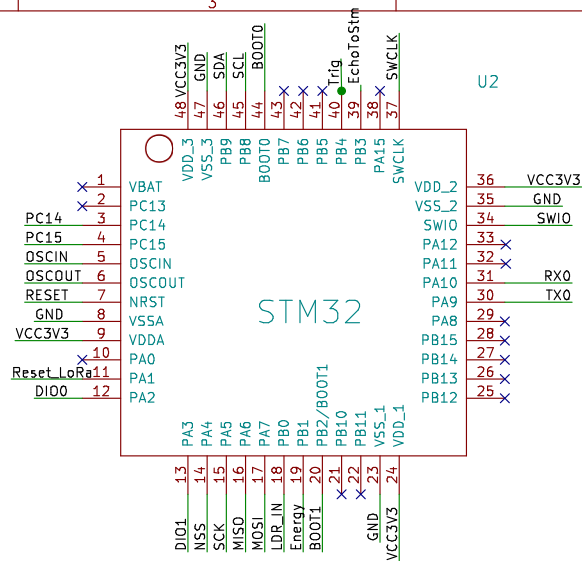 3
VCC3V3
GND
SDA
SCL
BOOT0
Trig
EchoToStm
SWCLK
U2
48
47
46
45
44
43
42
41
40
39
38
37
VDD_3
VSS_3
PB9
PB8
BOOT0
PB7
PB6
PB5
PB4
PB3
PA15
SWCLK
1 VBAT
2 PC13
PC14 3 PC14
PC15 4 PC15
OSCIN 5 OSCIN
OSCOUT 6 OSCOUT
RESET 7 NRST
GND 8 VSSA
VCC3V3 9 VDDA
10 PA0
Reset_LoRa 11 PA1
DIO0 12 PA2
STM32
VDD_2 36 VCC3V3
VSS_2 35 GND
SWIO 34 SWIO
PA12 33
PA11 32
PA10 31 RX0
PA9 30 TX0
PA8 29
PB15 28
PB14 27
PB13 26
PB12 25
PA3
PA4
PA5
PA6
PA7
PB0
PB1
PB2/BOOT1
PB10
PB11
VSS_1
VDD_1
13
14
15
16
17
18
19
20
21
22
23
24
DIO1
NSS
SCK
MISO
MOSI
LDR_IN
Energy
BOOT1
GND
VCC3V3